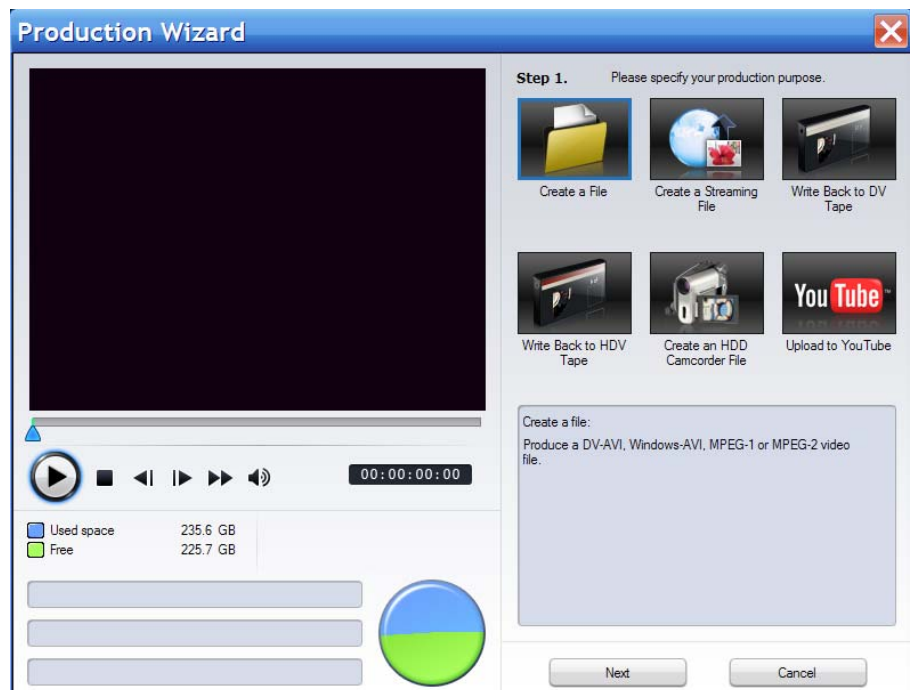 Production Wizard
Step 1. Please specify your production purpose.
Create a File
Create a Streaming
File
Write Back to DV
Tape
You Tube
Write Back to HDV
Tape
Create an HDD
Camcorder File
Upload to YouTube
Create a file:
Produce a DV-AVI, Windows-AVI, MPEG-1 or MPEG-2 video
file.
00:00:00:00
Used space 235.6 GB
Free 225.7 GB
Next
Cancel